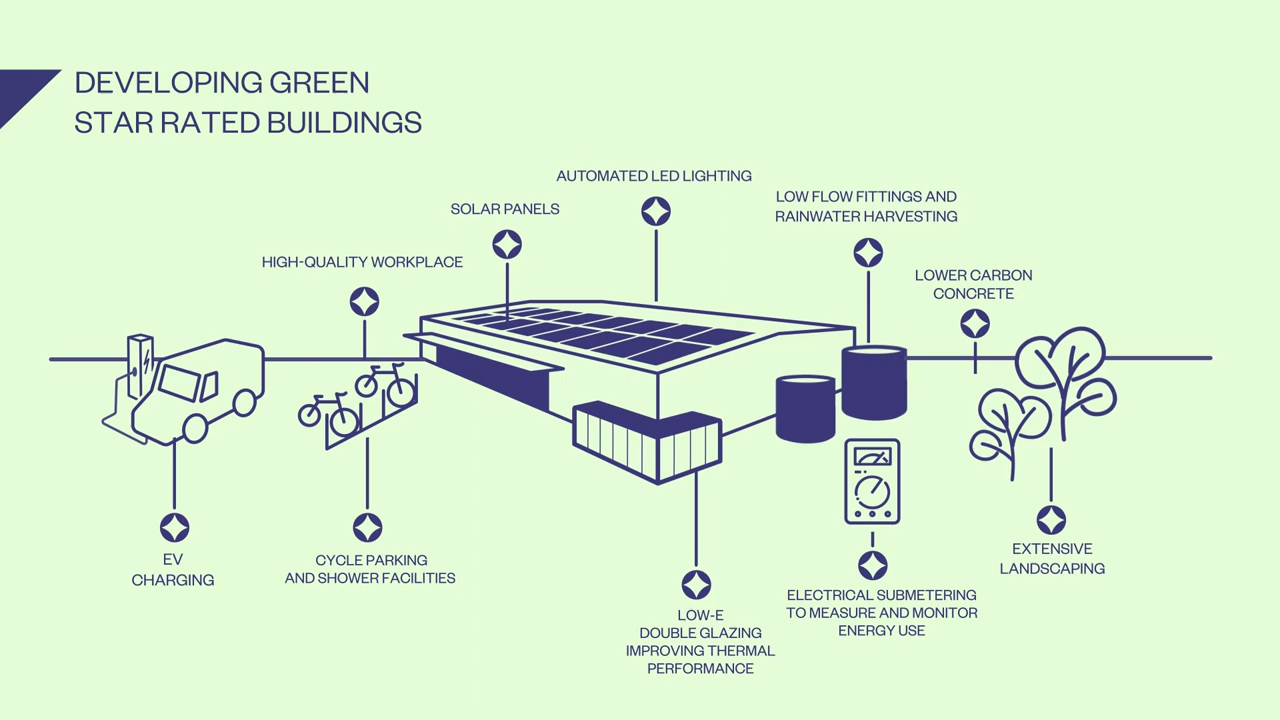 DEVELOPING GREEN
STAR RATED BUILDINGS
AUTOMATED LED LIGHTING
SOLAR PANELS
LOW FLOW FITTINGS AND
RAINWATER HARVESTING
HIGH-QUALITY WORKPLACE
LOWER CARBON
CONCRETE
EV
CHARGING
CYCLE PARKING
AND SHOWER FACILITIES
LOW-E
DOUBLE GLAZING
IMPROVING THERMAL
PERFORMANCE
ELECTRICAL SUBMETERING
TO MEASURE AND MONITOR
ENERGY USE
EXTENSIVE
LANDSCAPING